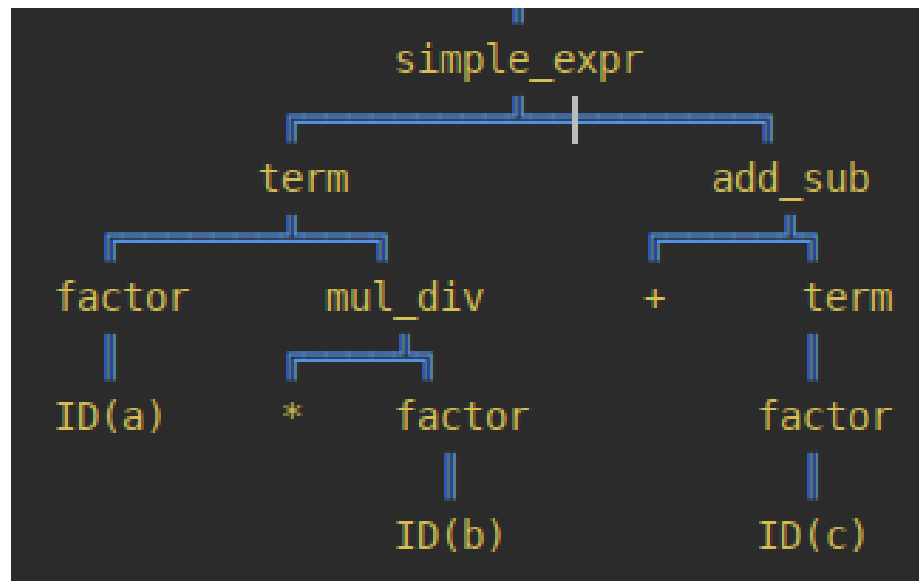 simple_expr
term add_sub
factor mul_div + term
ID(a) * factor factor
ID(b) ID(c)